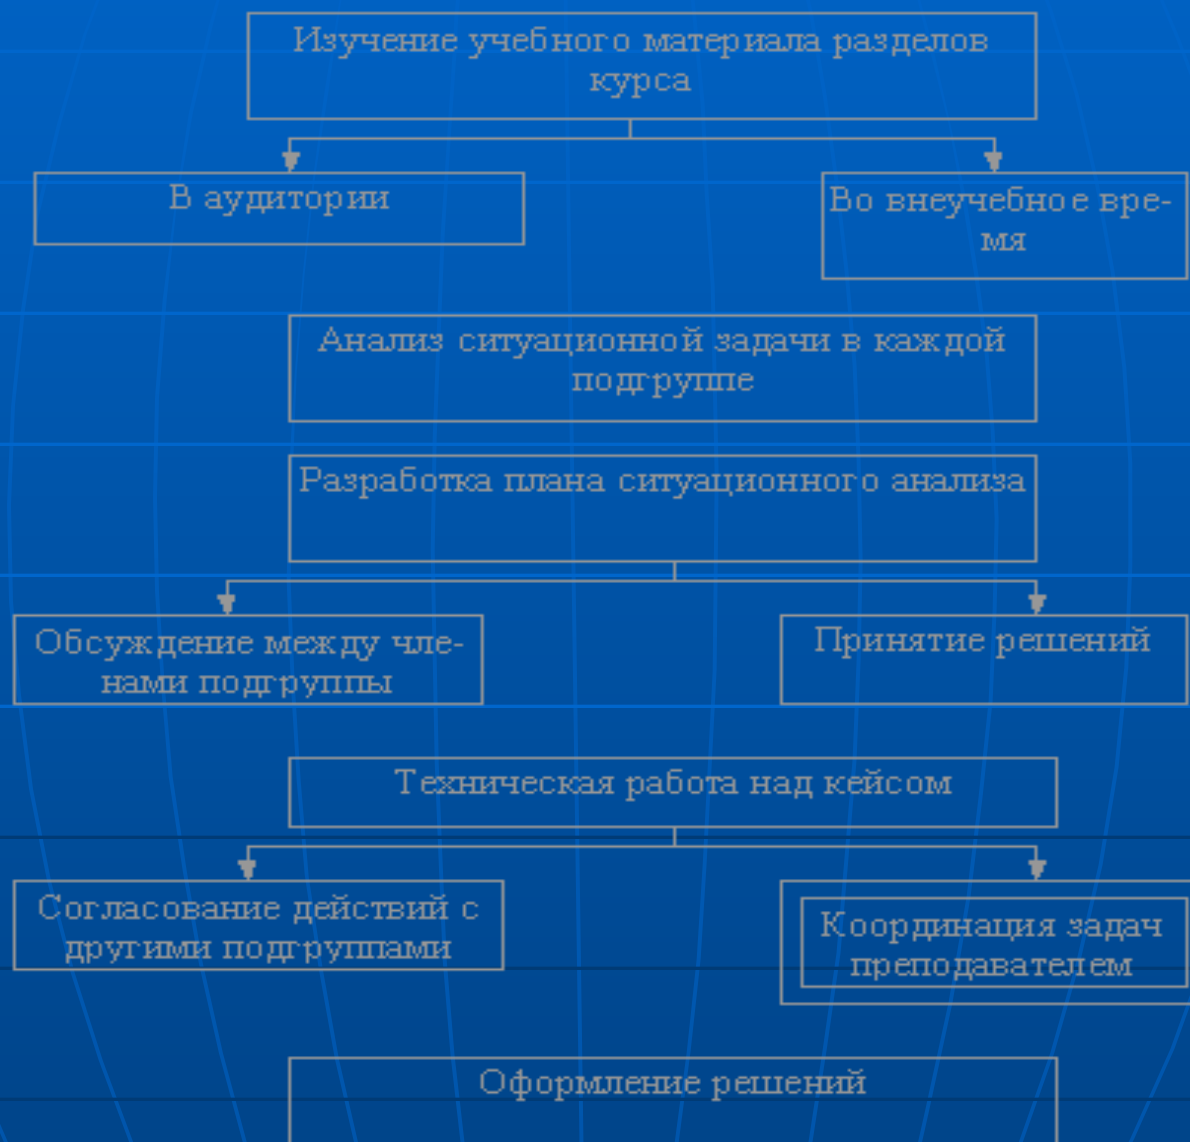 Изучение учебного материала разделов
курса
В аудитории
Во внеучебное вре-
мя
Анализ ситуационной задачи в каждой
подгруппе
Разработка плана ситуационного анализа
Обсуждение между чле-
нами подгруппы
Принятие решений
Техническая работа над кейсом
Согласование действий с
другими подгруппами
Координация задач
преподавателем
Оформление решений